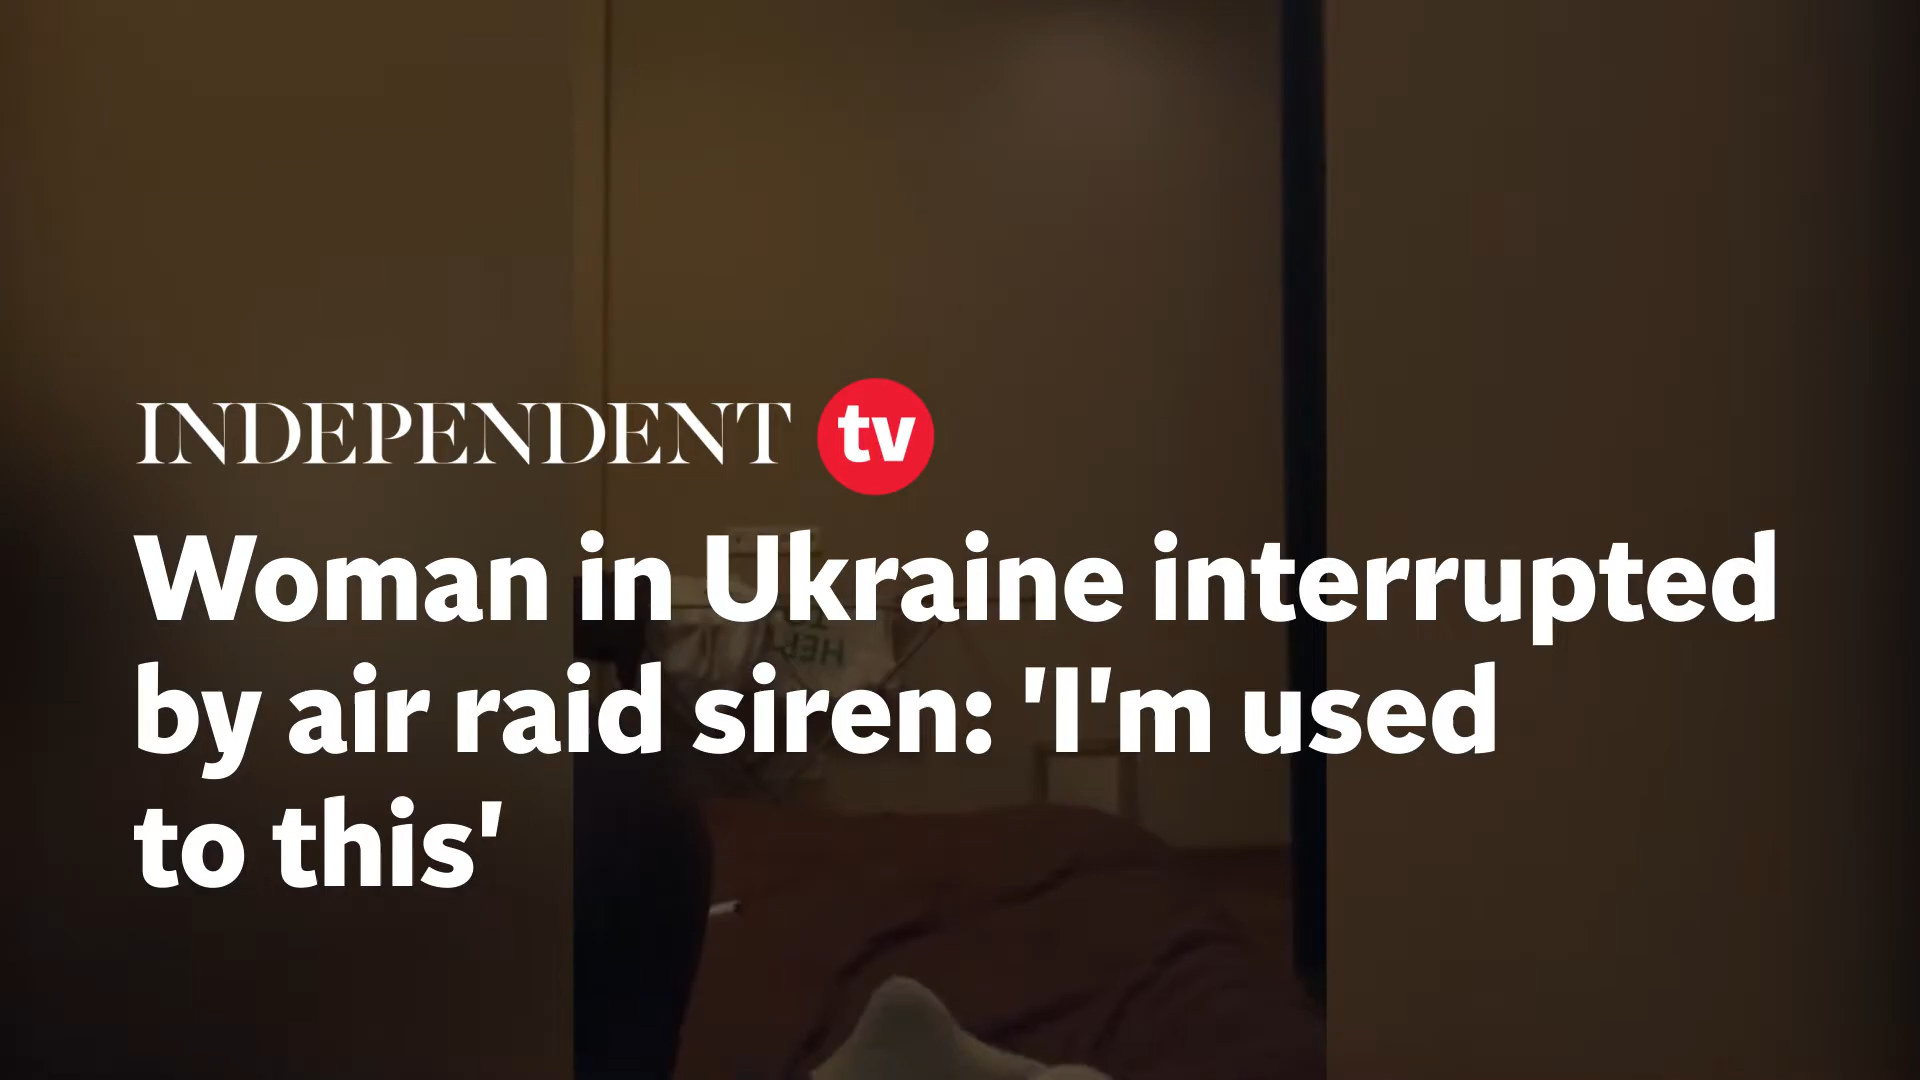 INDEPENDENT tv
Woman in Ukraine interrupted
by air raid siren: 'I'm used
to this'